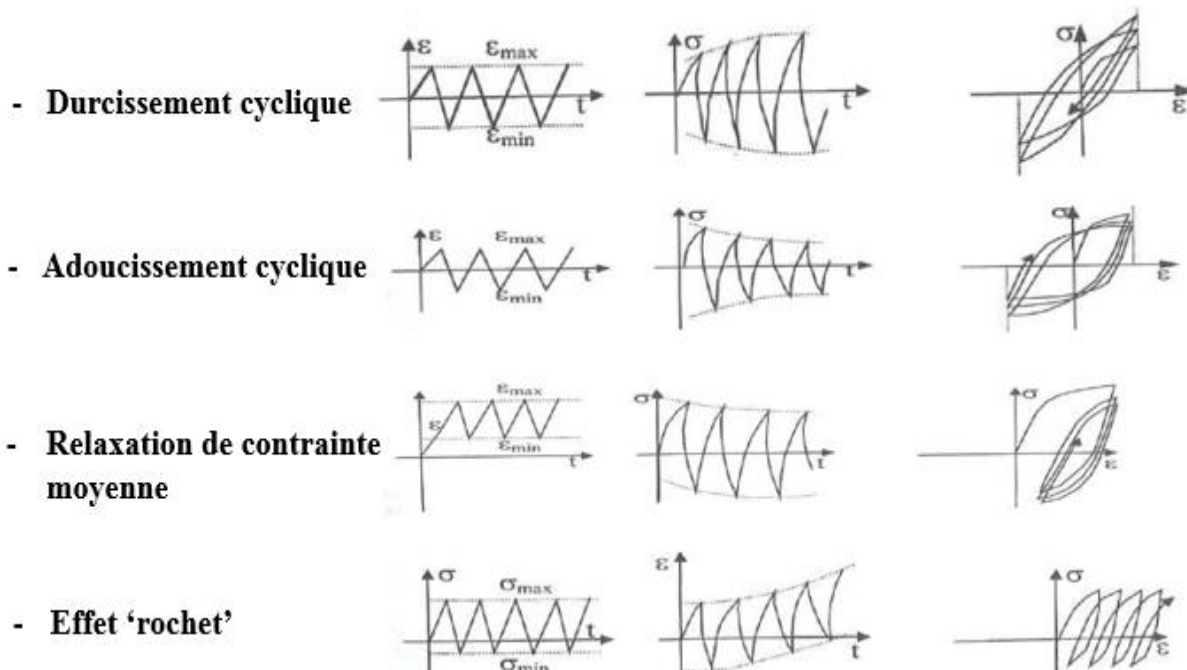 ε εmax
t
εmin
σ
t
σ
ε
- Durcissement cyclique
ε εmax
t
εmin
σ
t
σ
ε
- Adoucissement cyclique
εmax
ε
εmin
t
σ
t
σ
ε
- Relaxation de contrainte
moyenne
σ σmax
t
σmin
ε
t
σ
ε
- Effet ‘rochet’